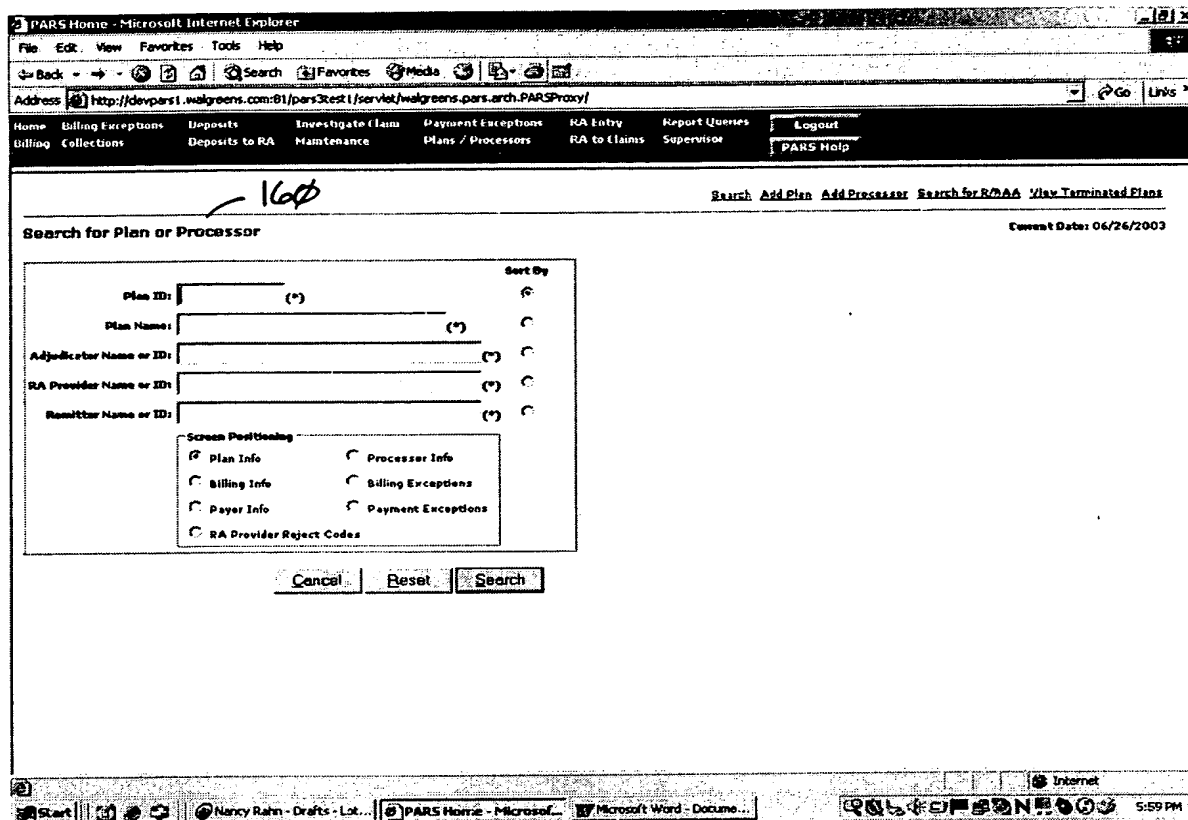 PARS Home - Microsoft Internet Explorer
File Edit View Favorites Tools Help
Back Search Favorites Media
Address http://devpars1.walgreens.com:81/pars3test1/servlet/walgreens.pars.arch.PARSProxy/ Go Links »
Home Billing Exceptions Deposits Investigate Claim Payment Exceptions RA Entry Report Queries Logout
Billing Collections Deposits to RA Maintenance Plans / Processors RA to Claims Supervisor PARS Help
160
Search Add Plan Add Processor Search for R/AAA View Terminated Plans
Search for Plan or Processor
Current Date: 06/26/2003
Sort By
Plan ID: (*)
Plan Name: (*)
Adjudicator Name or ID: (*)
RA Provider Name or ID: (*)
Remitter Name or ID: (*)
Screen Positioning
Plan Info Processor Info
Billing Info Billing Exceptions
Payer Info Payment Exceptions
RA Provider Reject Codes
Cancel Reset Search
Internet
Start Nancy Rahn - Drafts - Lot... PARS Home - Microsof... Microsoft Word - Docume... 5:59 PM